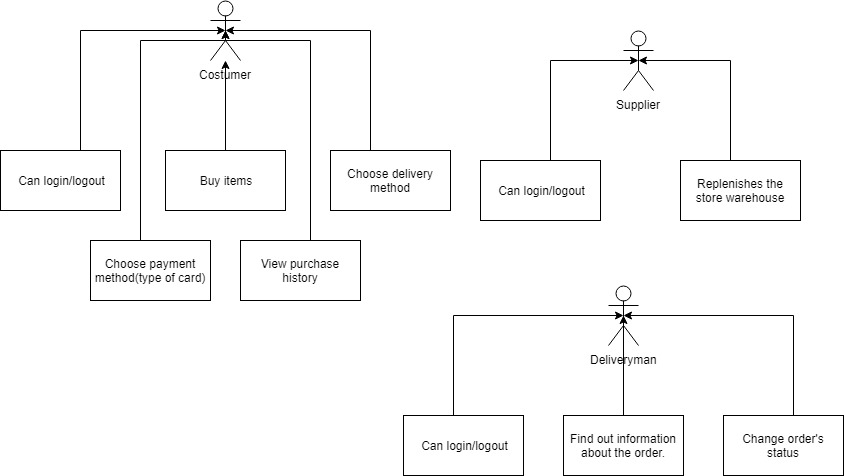 Costumer
Can login/logout
Buy items
Choose delivery
method
Choose payment
method(type of card)
View purchase
history
Supplier
Can login/logout
Replenishes the
store warehouse
Deliveryman
Can login/logout
Find out information
about the order.
Change order's
status